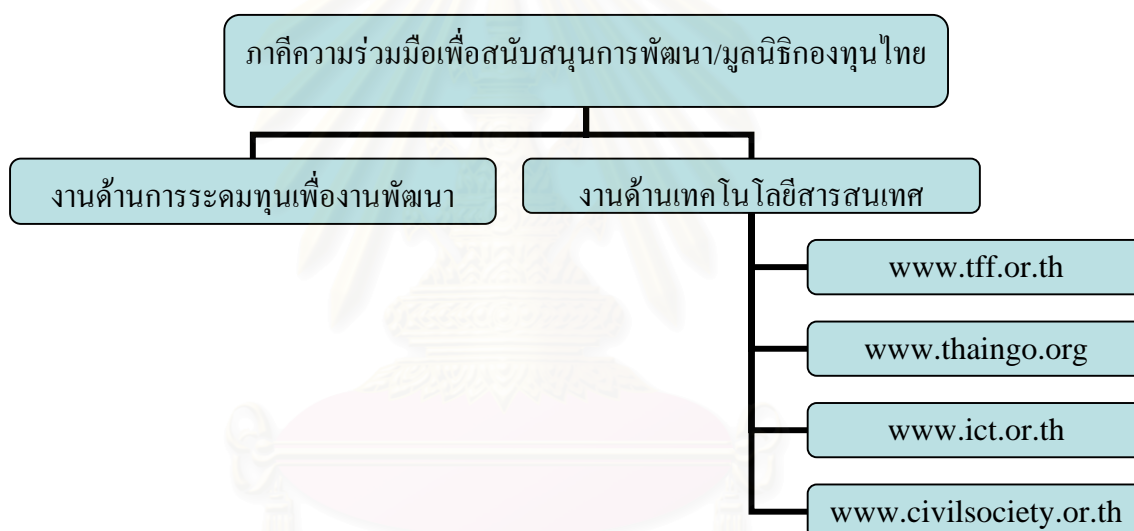 ภาคีความร่วมมือเพื่อสนับสนุนการพัฒนา/มูลนิธิกองทุนไทย
งานด้านการระดมทุนเพื่องานพัฒนา
งานด้านเทคโนโลยีสารสนเทศ
www.tff.or.th
www.thaingo.org
www.ict.or.th
www.civilsociety.or.th